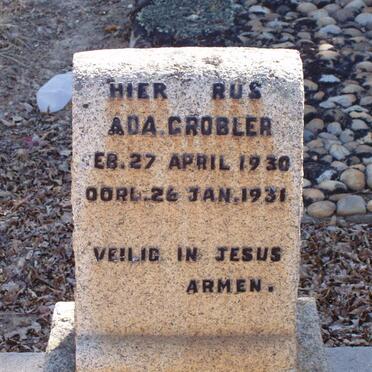 HIER RUS
ADA. GROBLER
EB. 27 APRIL 1930
OORL. 26 JAN. 1931
VEILIG IN JESUS
ARMEN.